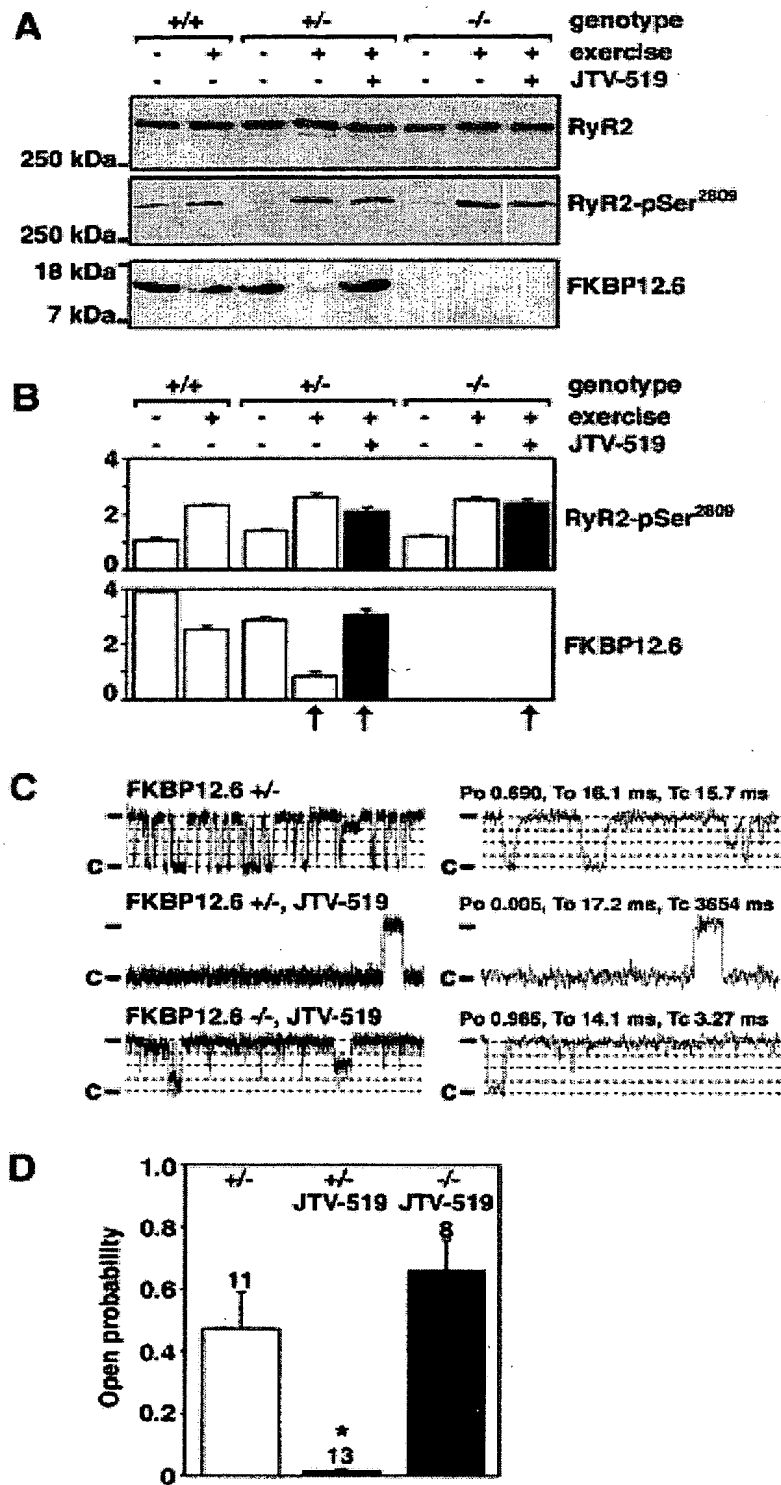 A
+/+ +/- -/- genotype
- + - + + - + + exercise
- - - - + - - + JTV-519
RyR2
250 kDa
RyR2-pSer2809
250 kDa
18 kDa
FKBP12.6
7 kDa
B
+/+ +/- -/- genotype
- + - + + - + + exercise
- - - - + - - + JTV-519
4
2
0
RyR2-pSer2809
4
2
0
FKBP12.6
C
FKBP12.6 +/- Po 0.690, To 16.1 ms, Tc 15.7 ms
C
FKBP12.6 +/-, JTV-519 Po 0.005, To 17.2 ms, Tc 3654 ms
C C
FKBP12.6 -/-, JTV-519 Po 0.965, To 14.1 ms, Tc 3.27 ms
C C
D
Open probability
1.0
0.8
0.6
0.4
0.2
0
+/- +/- -/-
JTV-519 JTV-519
11
*
13
8